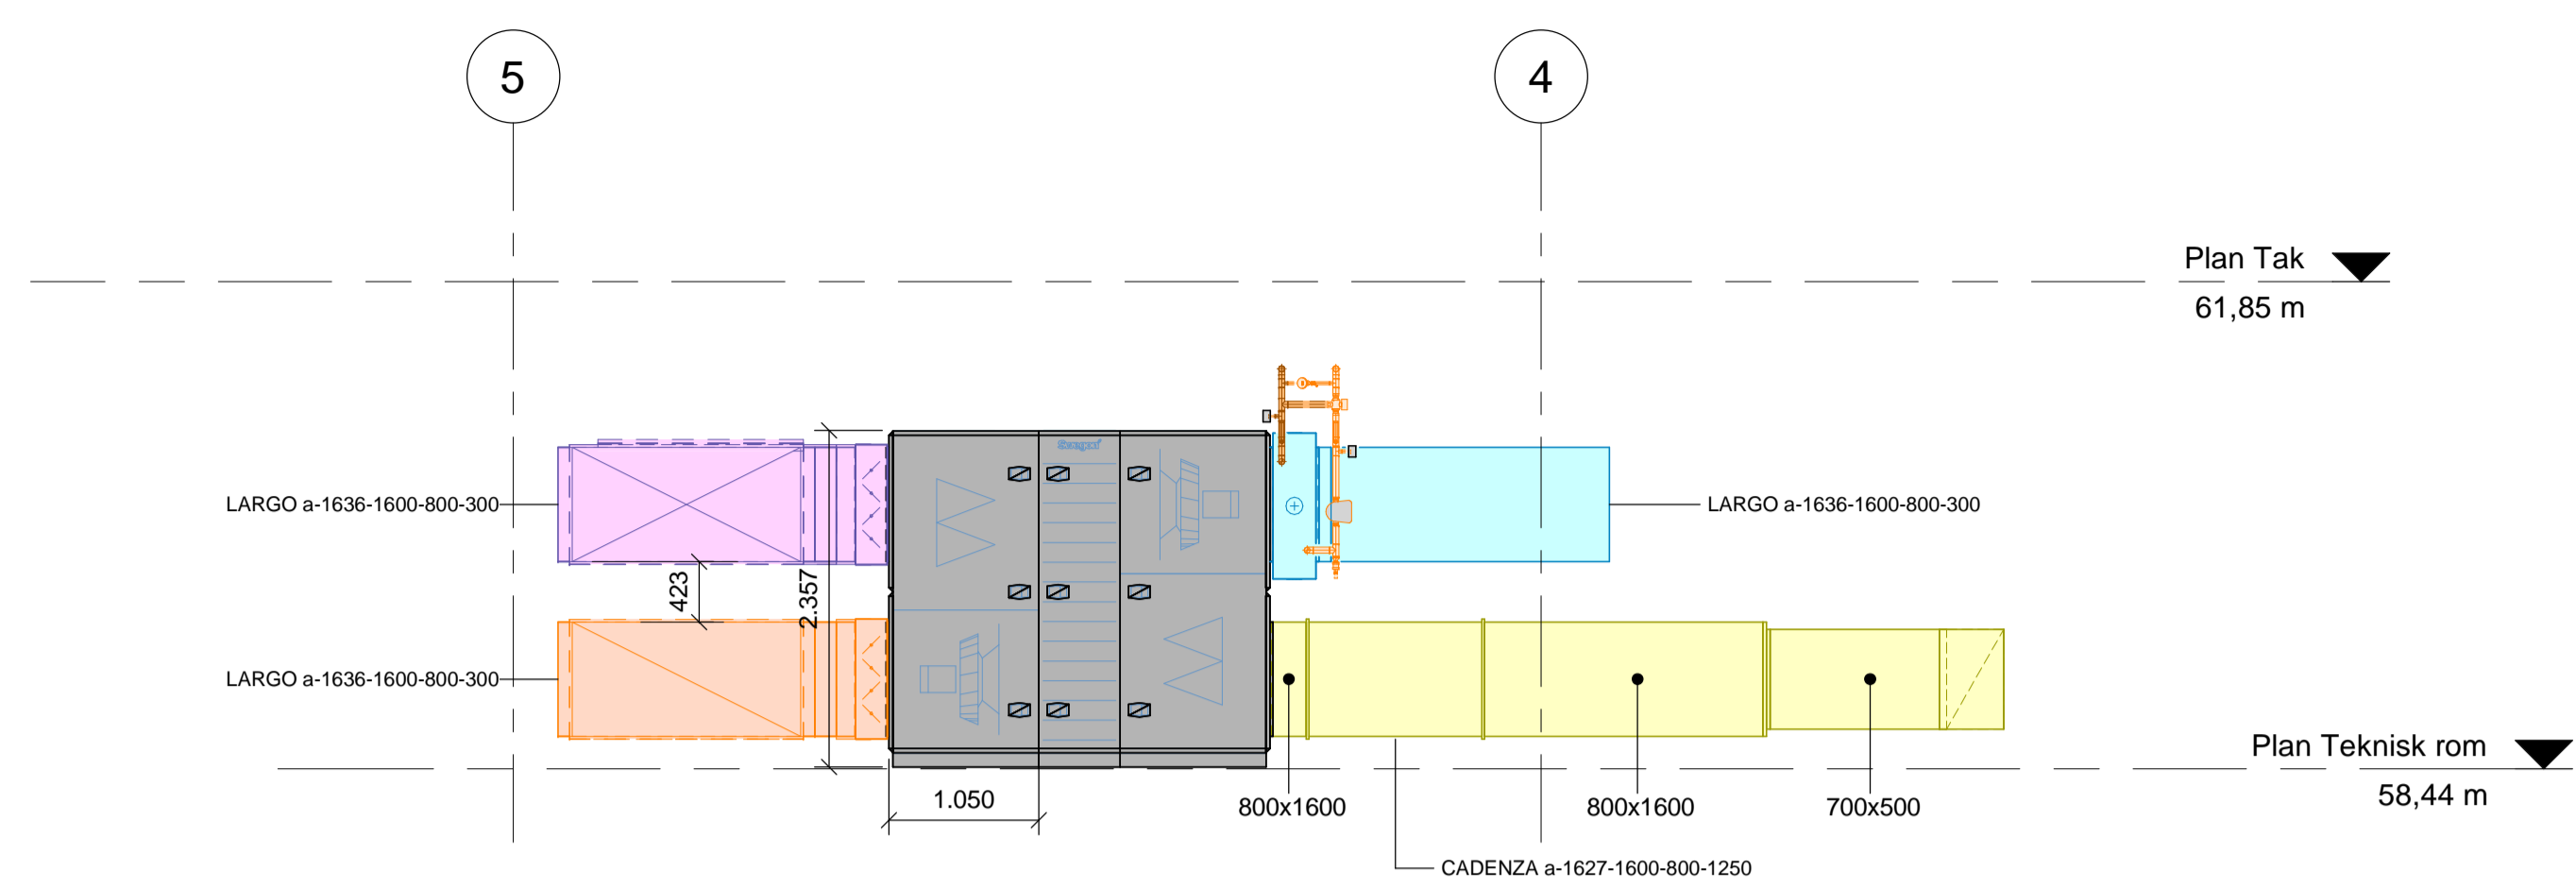 5
4
Plan Tak
61,85 m
LARGO a-1636-1600-800-300
LARGO a-1636-1600-800-300
423
2.357
LARGO a-1636-1600-800-300
Plan Teknisk rom
58,44 m
1.050
800x1600
800x1600
700x500
CADENZA a-1627-1600-800-1250